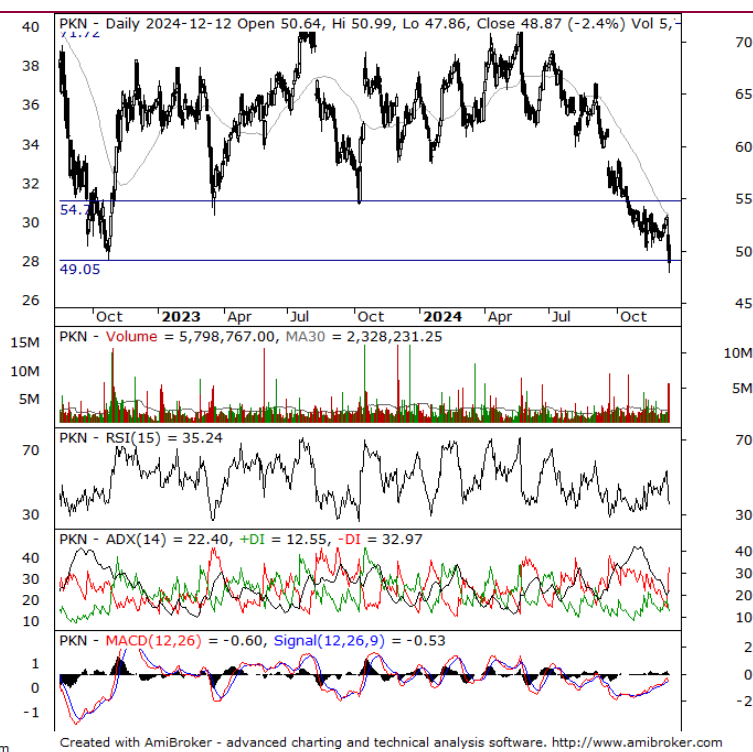 PKN - Daily 2024-12-12 Open 50.64, Hi 50.99, Lo 47.86, Close 48.87 (-2.4%) Vol 5,
71.72
40
38
36
34
32
30
28
26
70
65
60
55
50
45
54.7
49.05
Oct 2023 Apr Jul Oct 2024 Apr Jul Oct
PKN - Volume = 5,798,767.00, MA30 = 2,328,231.25
15M
10M
5M
10M
5M
PKN - RSI(15) = 35.24
70
30
70
30
PKN - ADX(14) = 22.40, +DI = 12.55, -DI = 32.97
40
30
20
10
40
30
20
10
PKN - MACD(12,26) = -0.60, Signal(12,26,9) = -0.53
1
0
-1
2
0
-2
Created with AmiBroker - advanced charting and technical analysis software. http://www.amibroker.com